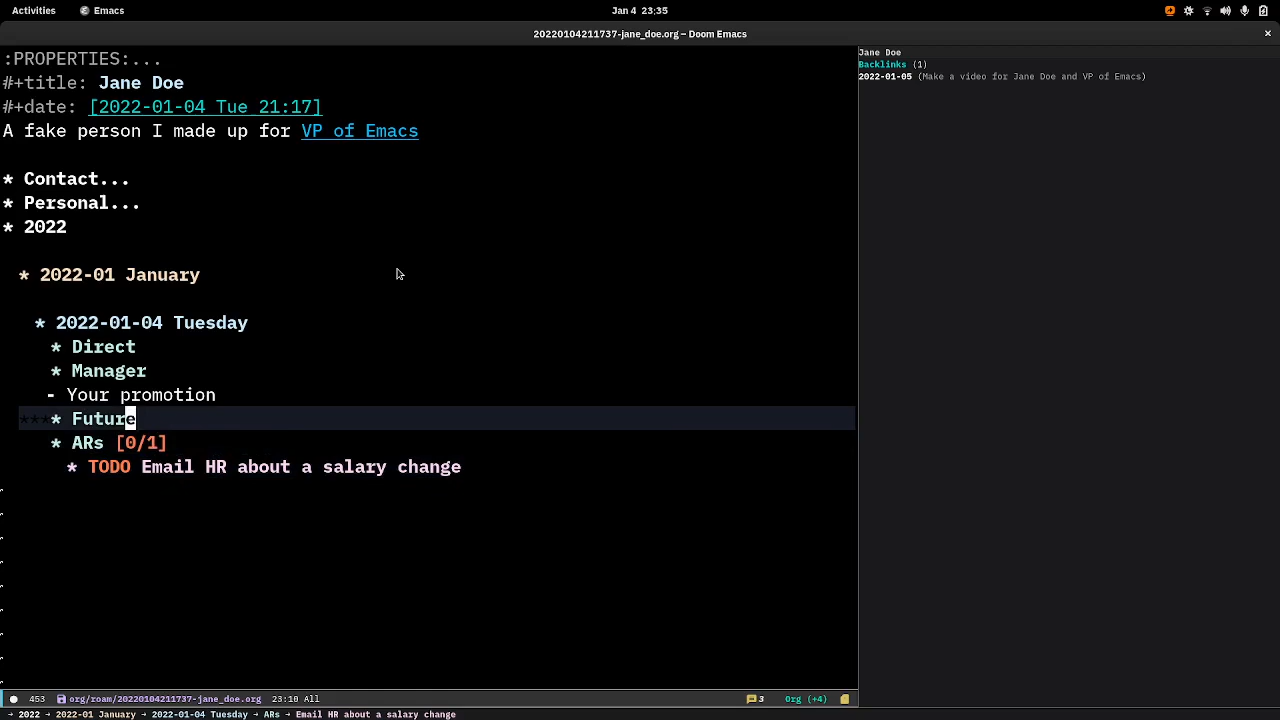 Activities Emacs Jan 4 23:35
20220104211737-jane_doe.org – Doom Emacs ×
:PROPERTIES:...
#+title: Jane Doe
#+date: [2022-01-04 Tue 21:17]
A fake person I made up for VP of Emacs
* Contact...
* Personal...
* 2022
* 2022-01 January
* 2022-01-04 Tuesday
* Direct
* Manager
- Your promotion
**** Future
* ARs [0/1]
* TODO Email HR about a salary change
453 org/roam/20220104211737-jane_doe.org 23:10 All 3 Org (+4)
→ 2022 → 2022-01 January → 2022-01-04 Tuesday → ARs → Email HR about a salary change
Jane Doe
Backlinks (1)
2022-01-05 (Make a video for Jane Doe and VP of Emacs)